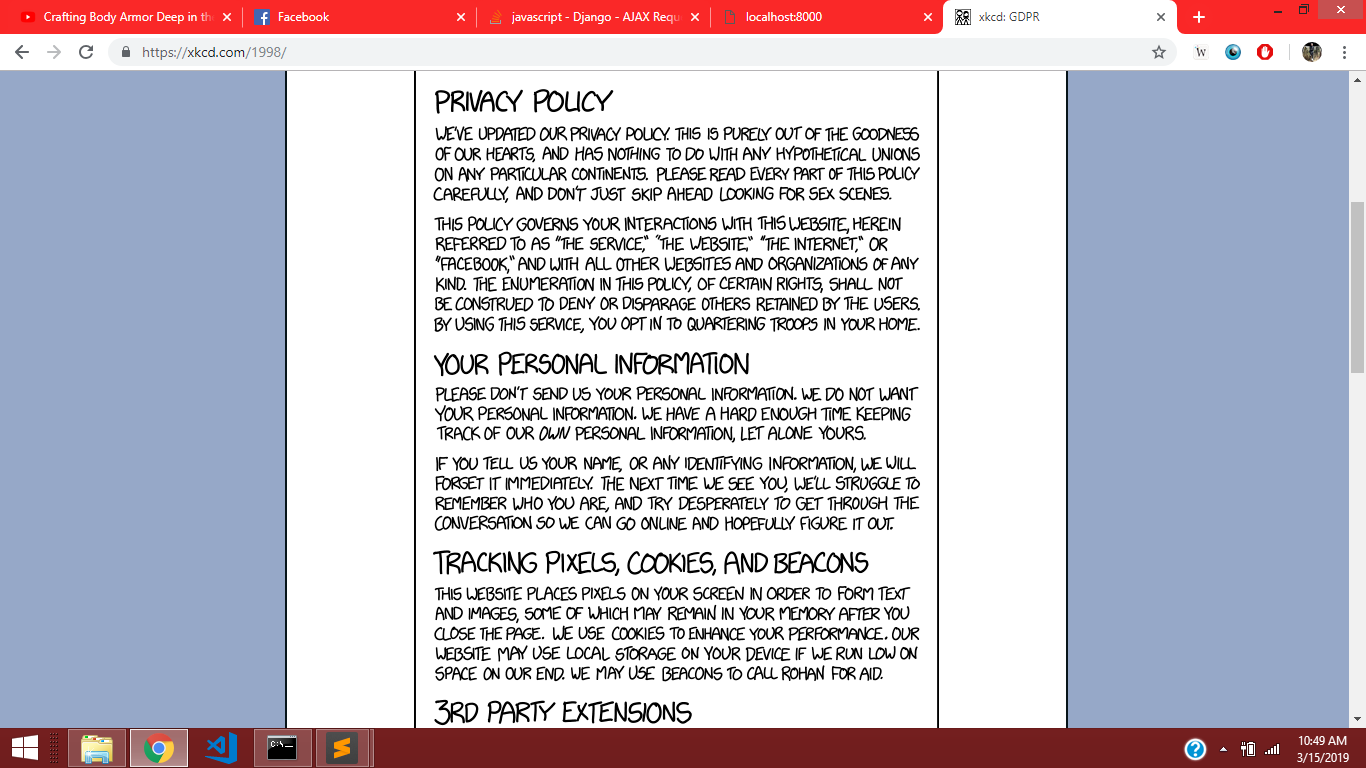 Crafting Body Armor Deep in th
Facebook
javascript - Django - AJAX Requ
localhost:8000
xkcd: GDPR
https://xkcd.com/1998/
W
PRIVACY POLICY
WE'VE UPDATED OUR PRIVACY POLICY. THIS IS PURELY OUT OF THE GOODNESS
OF OUR HEARTS, AND HAS NOTHING TO DO WITH ANY HYPOTHETICAL UNIONS
ON ANY PARTICULAR CONTINENTS. PLEASE READ EVERY PART OF THIS POLICY
CAREFULLY, AND DON'T JUST SKIP AHEAD LOOKING FOR SEX SCENES.
THIS POLICY GOVERNS YOUR INTERACTIONS WITH THIS WEBSITE, HEREIN
REFERRED TO AS "THE SERVICE," "THE WEBSITE," "THE INTERNET," OR
"FACEBOOK," AND WITH ALL OTHER WEBSITES AND ORGANIZATIONS OF ANY
KIND. THE ENUMERATION IN THIS POLICY, OF CERTAIN RIGHTS, SHALL NOT
BE CONSTRUED TO DENY OR DISPARAGE OTHERS RETAINED BY THE USERS.
BY USING THIS SERVICE, YOU OPT IN TO QUARTERING TROOPS IN YOUR HOME.
YOUR PERSONAL INFORMATION
PLEASE DON'T SEND US YOUR PERSONAL INFORMATION. WE DO NOT WANT
YOUR PERSONAL INFORMATION. WE HAVE A HARD ENOUGH TIME KEEPING
TRACK OF OUR OWN PERSONAL INFORMATION, LET ALONE YOURS.
IF YOU TELL US YOUR NAME, OR ANY IDENTIFYING INFORMATION, WE WILL
FORGET IT IMMEDIATELY. THE NEXT TIME WE SEE YOU, WE'LL STRUGGLE TO
REMEMBER WHO YOU ARE, AND TRY DESPERATELY TO GET THROUGH THE
CONVERSATION SO WE CAN GO ONLINE AND HOPEFULLY FIGURE IT OUT.
TRACKING PIXELS, COOKIES, AND BEACONS
THIS WEBSITE PLACES PIXELS ON YOUR SCREEN IN ORDER TO FORM TEXT
AND IMAGES, SOME OF WHICH MAY REMAIN IN YOUR MEMORY AFTER YOU
CLOSE THE PAGE. WE USE COOKIES TO ENHANCE YOUR PERFORMANCE. OUR
WEBSITE MAY USE LOCAL STORAGE ON YOUR DEVICE IF WE RUN LOW ON
SPACE ON OUR END. WE MAY USE BEACONS TO CALL ROHAN FOR AID.
3RD PARTY EXTENSIONS
10:49 AM
3/15/2019